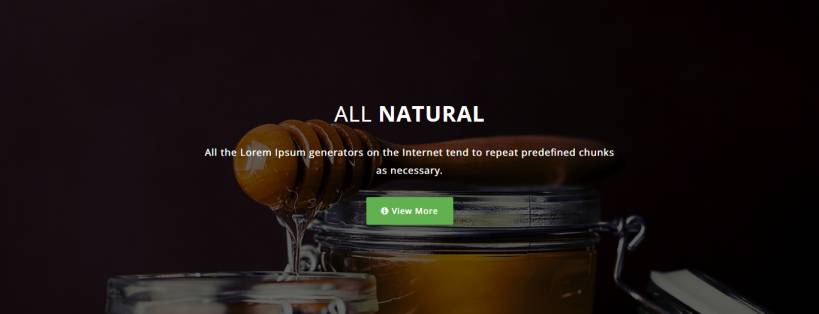 ALL NATURAL
All the Lorem Ipsum generators on the Internet tend to repeat predefined chunks
as necessary.
View More